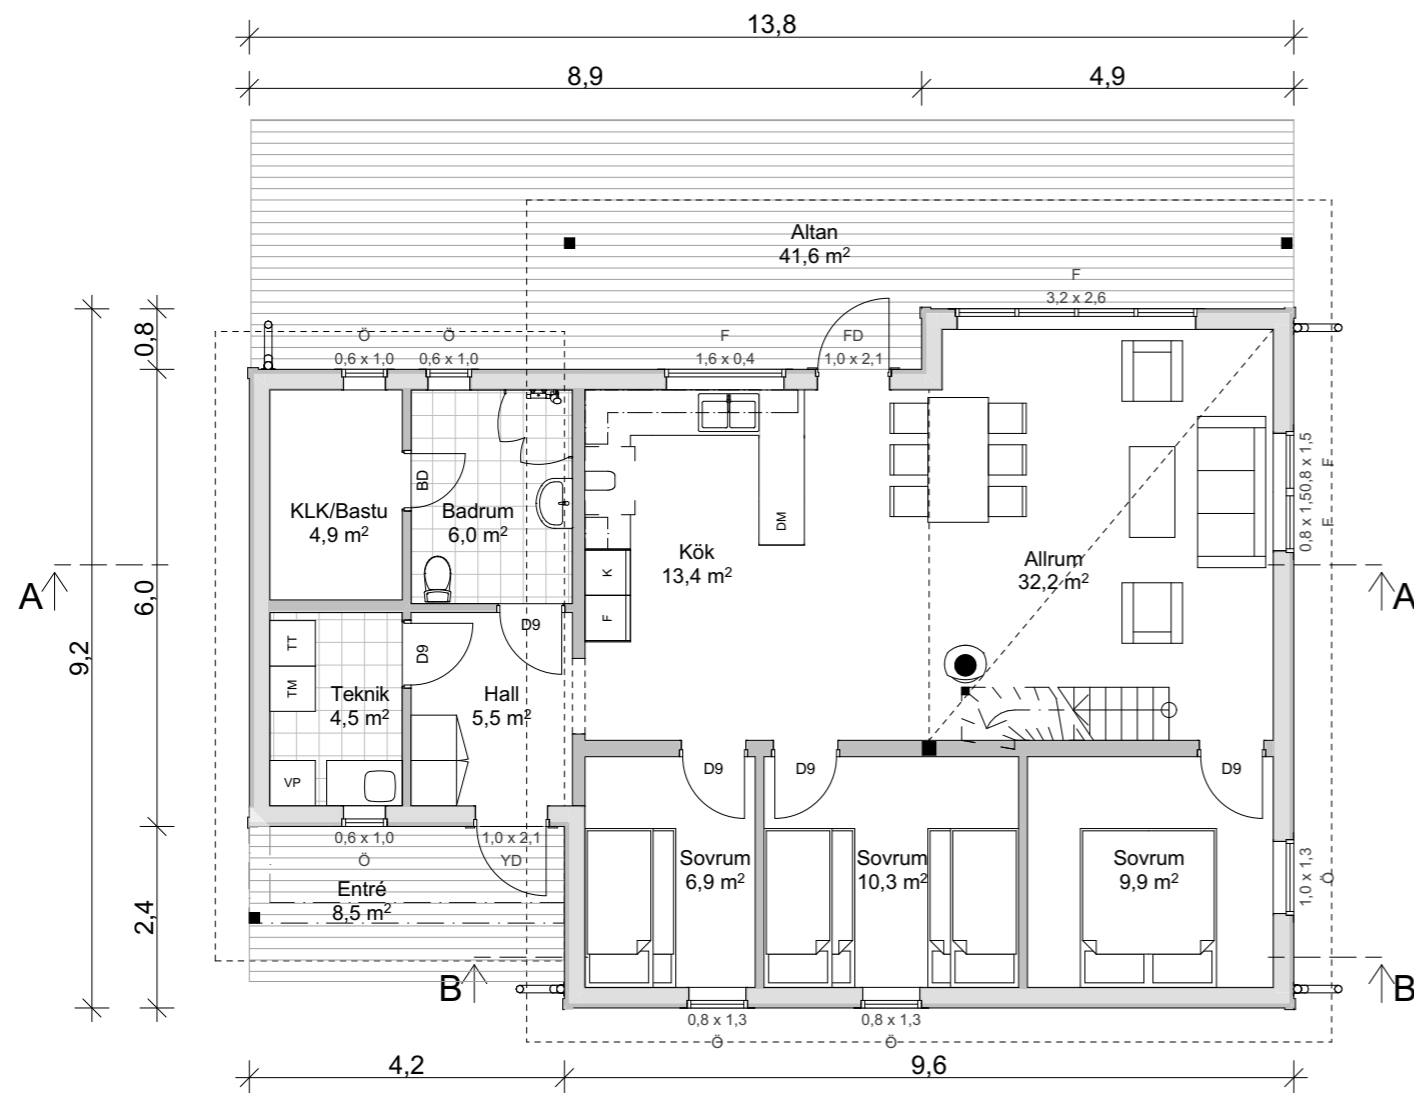 13,8
8,9
4,9
Altan
41,6 m²
F
3,2 x 2,6
0,8
Ö
0,6 x 1,0
Ö
0,6 x 1,0
F
1,6 x 0,4
FD
1,0 x 2,1
0,8 x 1,5
0,8 x 1,5
F
F
BD
KLK/Bastu
4,9 m²
Badrum
6,0 m²
DM
Kök
13,4 m²
Allrum
32,2 m²
K
F
A
A
6,0
9,2
D9
D9
TT
TM
Teknik
4,5 m²
Hall
5,5 m²
VP
D9
D9
D9
0,6 x 1,0
Ö
1,0 x 2,1
YD
Entré
8,5 m²
Sovrum
6,9 m²
Sovrum
10,3 m²
Sovrum
9,9 m²
1,0 x 1,3
Ö
2,4
B
B
0,8 x 1,3
Ö
0,8 x 1,3
Ö
4,2
9,6